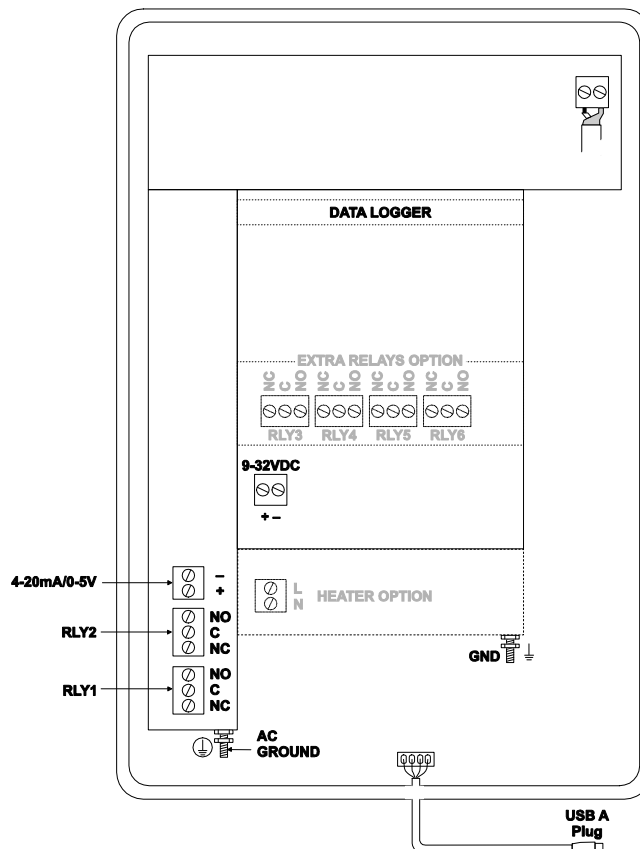 DATA LOGGER
EXTRA RELAYS OPTION
NC C NO NC C NO NC C NO NC C NO
RLY3 RLY4 RLY5 RLY6
9-32VDC
+ –
4-20mA/0-5V
–
+
L
N
HEATER OPTION
RLY2
NO
C
NC
GND
RLY1
NO
C
NC
AC
GROUND
USB A
Plug